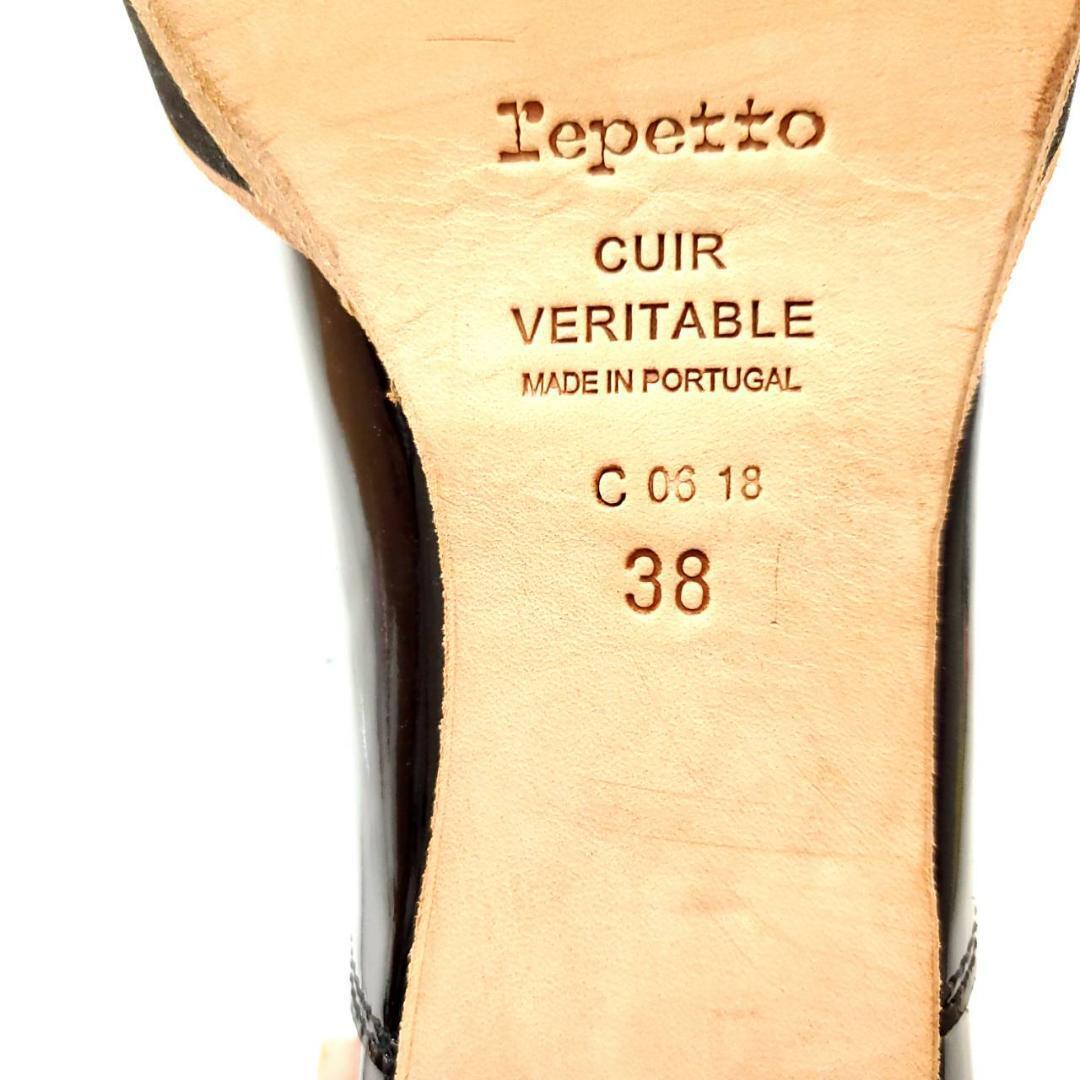 repetto
CUIR
VERITABLE
MADE IN PORTUGAL
C 06 18
38